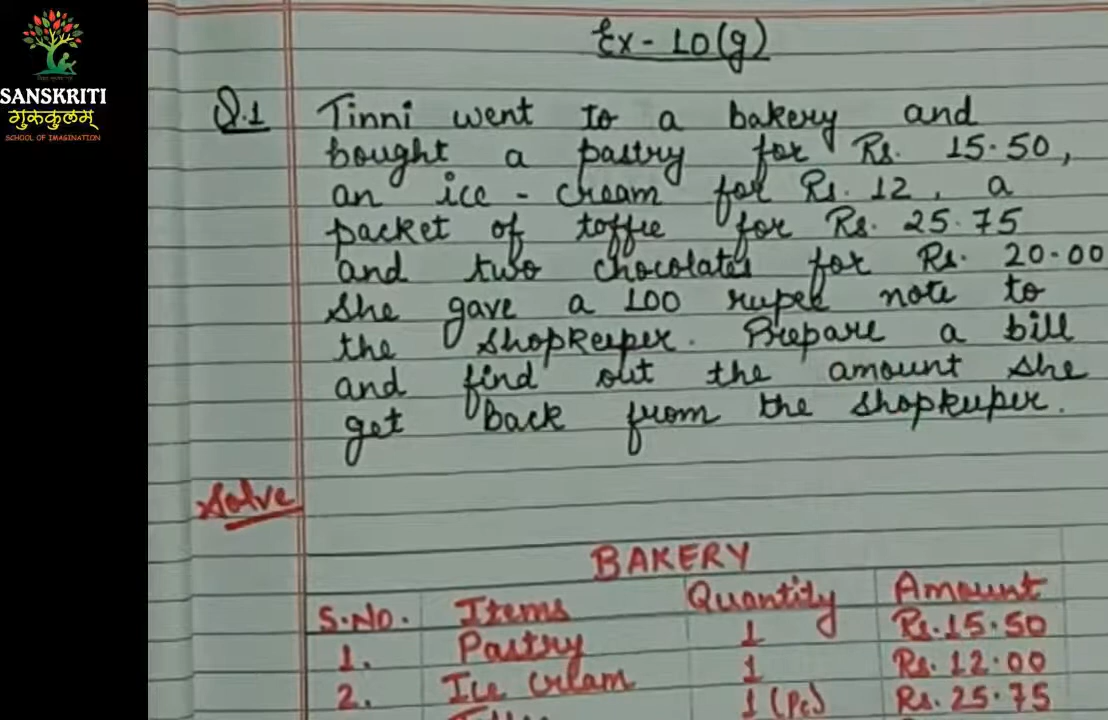 SANSKRITI
गुरुकुलम्
SCHOOL OF IMAGINATION
Ex - 10(g)
Q.1 Tinni went to a bakery and
bought a pastry for Rs. 15.50,
an ice - cream for Rs. 12, a
packet of toffee for Rs. 25.75
and two chocolates for Rs. 20.00
She gave a 100 rupee note to
the shopkeeper. Prepare a bill
and find out the amount she
get back from the shopkeeper.
Solve
BAKERY
S.NO. Items Quantity Amount
1. Pastry 1 Rs.15.50
2. Ice Cream 1 Rs. 12.00
1 (Pc) Rs. 25.75